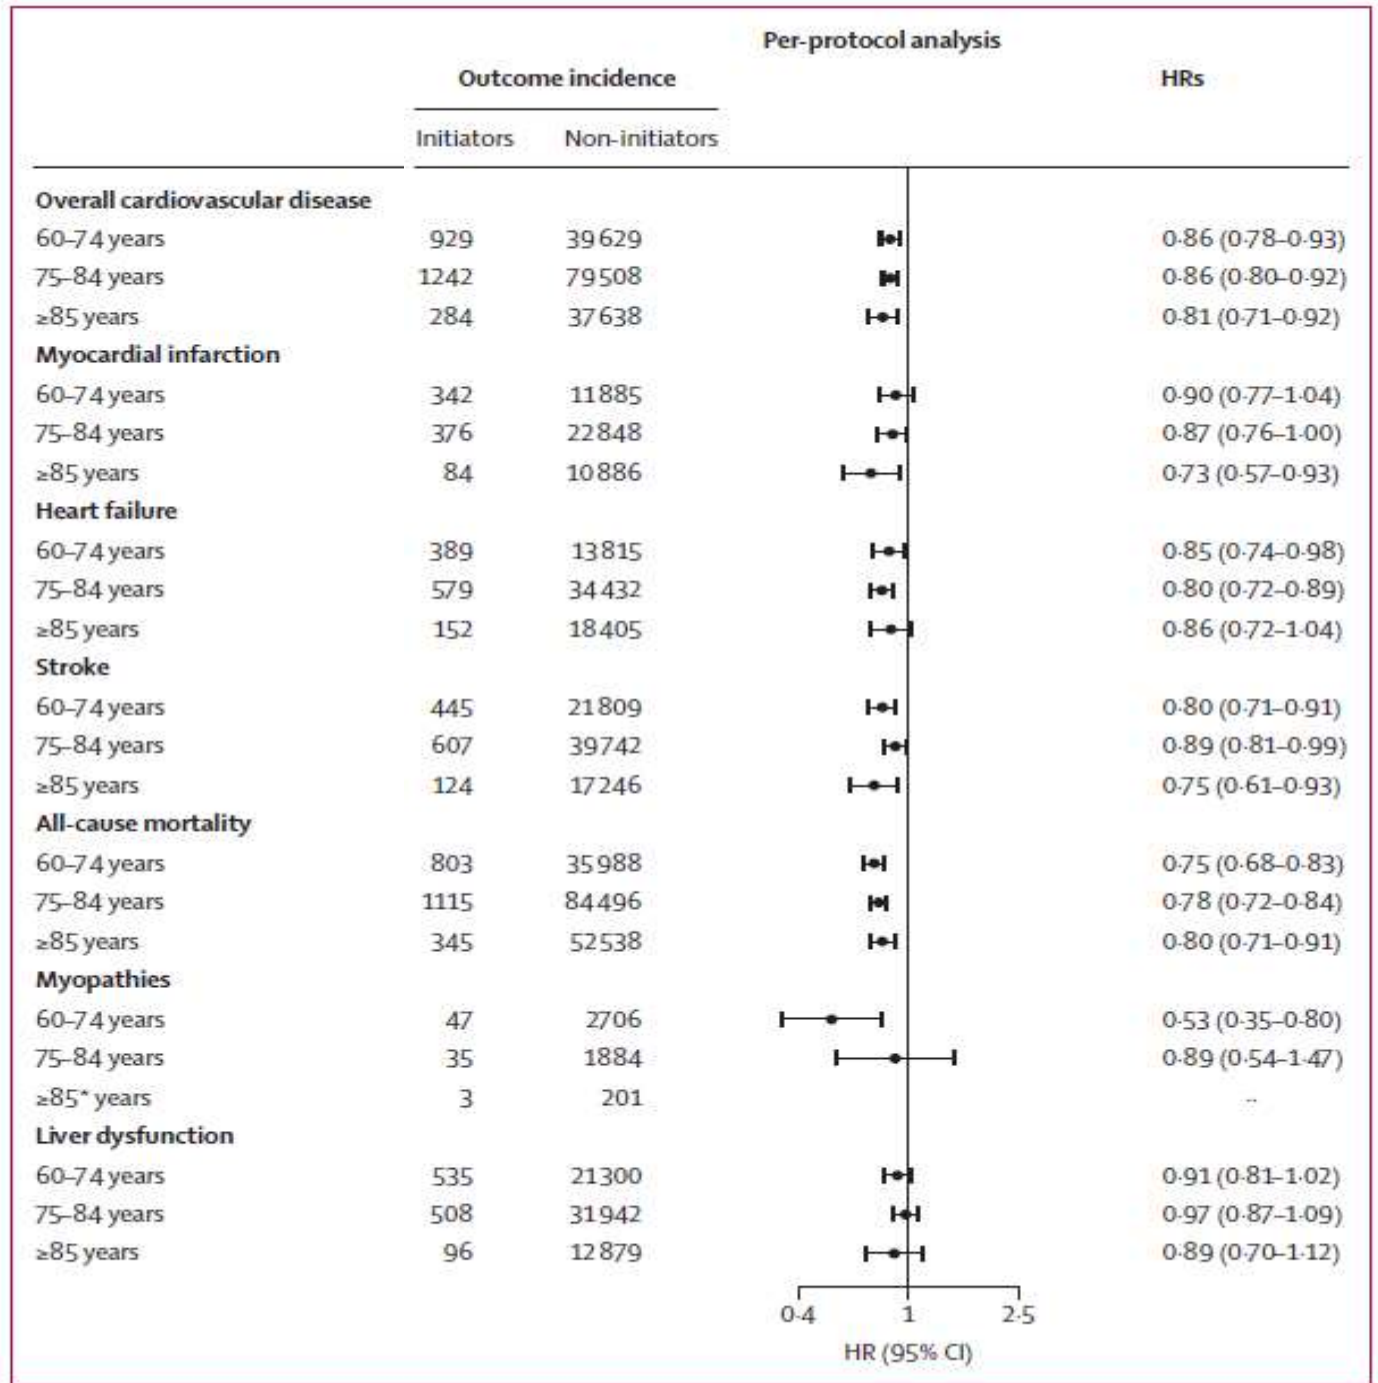 Per-protocol analysis
Outcome incidence HRs
Initiators Non-initiators
Overall cardiovascular disease
60–74 years 929 39629 0·86 (0·78–0·93)
75–84 years 1242 79508 0·86 (0·80–0·92)
≥85 years 284 37638 0·81 (0·71–0·92)
Myocardial infarction
60–74 years 342 11885 0·90 (0·77–1·04)
75–84 years 376 22848 0·87 (0·76–1·00)
≥85 years 84 10886 0·73 (0·57–0·93)
Heart failure
60–74 years 389 13815 0·85 (0·74–0·98)
75–84 years 579 34432 0·80 (0·72–0·89)
≥85 years 152 18405 0·86 (0·72–1·04)
Stroke
60–74 years 445 21809 0·80 (0·71–0·91)
75–84 years 607 39742 0·89 (0·81–0·99)
≥85 years 124 17246 0·75 (0·61–0·93)
All-cause mortality
60–74 years 803 35988 0·75 (0·68–0·83)
75–84 years 1115 84496 0·78 (0·72–0·84)
≥85 years 345 52538 0·80 (0·71–0·91)
Myopathies
60–74 years 47 2706 0·53 (0·35–0·80)
75–84 years 35 1884 0·89 (0·54–1·47)
≥85* years 3 201 ··
Liver dysfunction
60–74 years 535 21300 0·91 (0·81–1·02)
75–84 years 508 31942 0·97 (0·87–1·09)
≥85 years 96 12879 0·89 (0·70–1·12)
0·4 1 2·5
HR (95% CI)